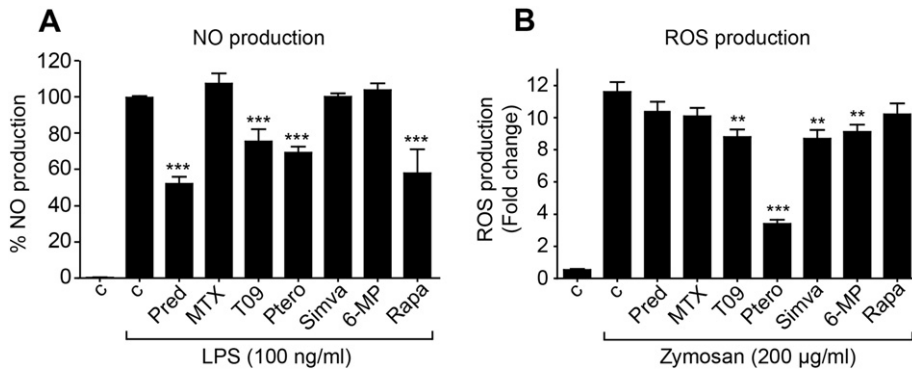 A
NO production
% NO production
120
100
80
60
40
20
0
***
***
***
***
c
c
Pred
MTX
T09
Ptero
Simva
6-MP
Rapa
LPS (100 ng/ml)
B
ROS production
ROS production
(Fold change)
12
10
8
6
4
2
0
**
***
**
**
c
c
Pred
MTX
T09
Ptero
Simva
6-MP
Rapa
Zymosan (200 µg/ml)